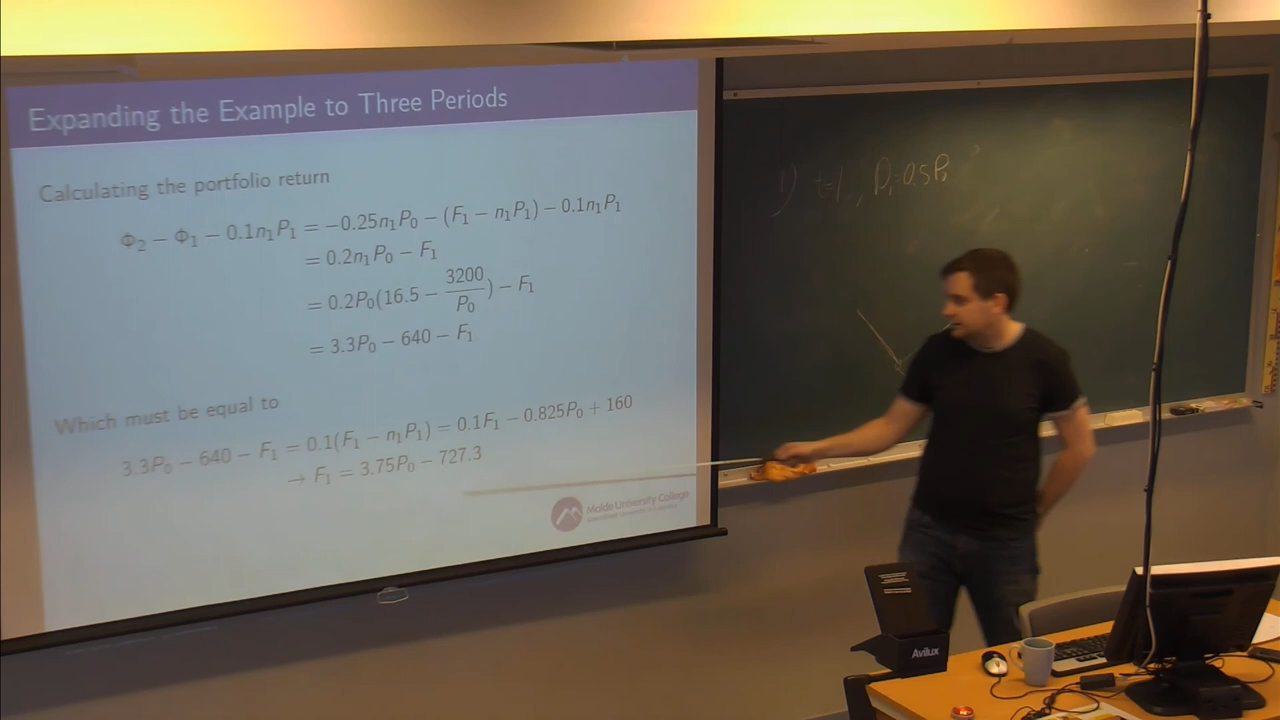 Expanding the Example to Three Periods
Calculating the portfolio return
Φ₂ − Φ₁ − 0.1n₁P₁ = −0.25n₁P₀ − (F₁ − n₁P₁) − 0.1n₁P₁
= 0.2n₁P₀ − F₁
= 0.2P₀(16.5 − 3200/P₀) − F₁
= 3.3P₀ − 640 − F₁
Which must be equal to
3.3P₀ − 640 − F₁ = 0.1(F₁ − n₁P₁) = 0.1F₁ − 0.825P₀ + 160
→ F₁ = 3.75P₀ − 727.3
Molde University College
t=1, P₁=0.5P₀
Avilux